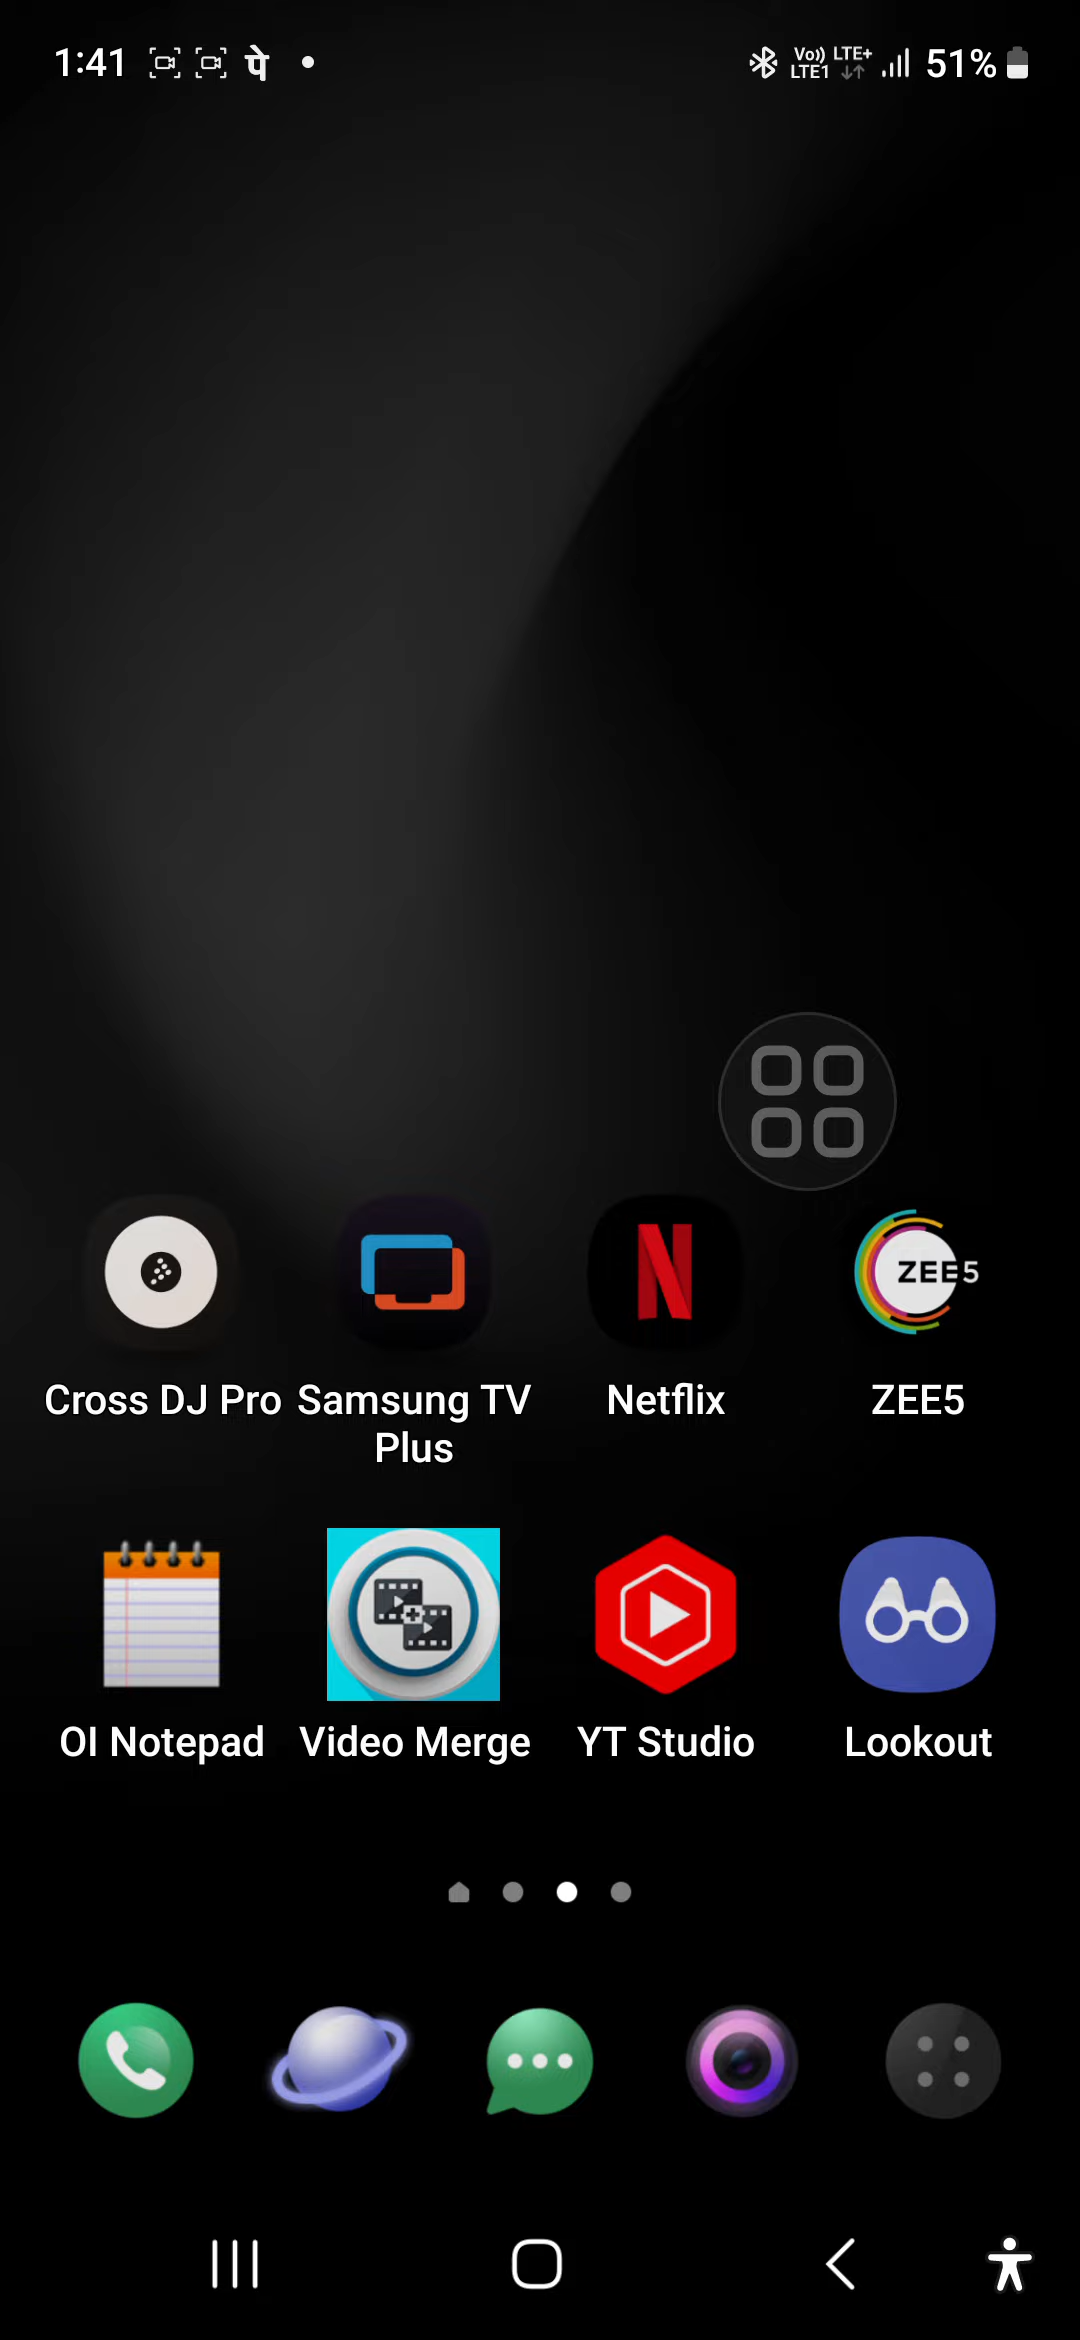 1:41 पे Vo)) LTE+ 51%
LTE1
ZEE5
Cross DJ Pro Samsung TV Plus Netflix ZEE5
OI Notepad Video Merge YT Studio Lookout